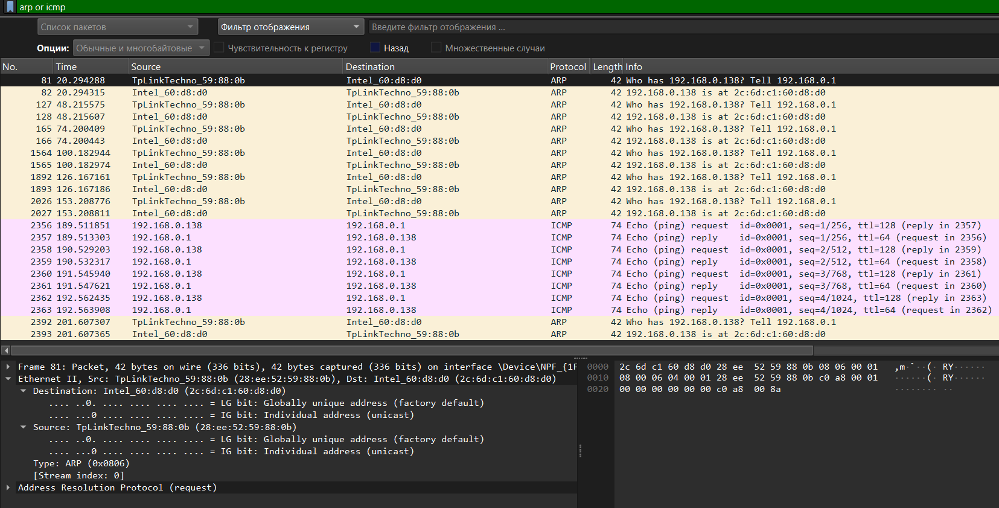 arp or icmp
Список пакетов Фильтр отображения Введите фильтр отображения ...
Опции: Обычные и многобайтовые Чувствительность к регистру Назад Множественные случаи
No. Time Source Destination Protocol Length Info
81 20.294288 TpLinkTechno_59:88:0b Intel_60:d8:d0 ARP 42 Who has 192.168.0.138? Tell 192.168.0.1
82 20.294315 Intel_60:d8:d0 TpLinkTechno_59:88:0b ARP 42 192.168.0.138 is at 2c:6d:c1:60:d8:d0
127 48.215575 TpLinkTechno_59:88:0b Intel_60:d8:d0 ARP 42 Who has 192.168.0.138? Tell 192.168.0.1
128 48.215607 Intel_60:d8:d0 TpLinkTechno_59:88:0b ARP 42 192.168.0.138 is at 2c:6d:c1:60:d8:d0
165 74.200409 TpLinkTechno_59:88:0b Intel_60:d8:d0 ARP 42 Who has 192.168.0.138? Tell 192.168.0.1
166 74.200443 Intel_60:d8:d0 TpLinkTechno_59:88:0b ARP 42 192.168.0.138 is at 2c:6d:c1:60:d8:d0
1564 100.182944 TpLinkTechno_59:88:0b Intel_60:d8:d0 ARP 42 Who has 192.168.0.138? Tell 192.168.0.1
1565 100.182974 Intel_60:d8:d0 TpLinkTechno_59:88:0b ARP 42 192.168.0.138 is at 2c:6d:c1:60:d8:d0
1892 126.167161 TpLinkTechno_59:88:0b Intel_60:d8:d0 ARP 42 Who has 192.168.0.138? Tell 192.168.0.1
1893 126.167186 Intel_60:d8:d0 TpLinkTechno_59:88:0b ARP 42 192.168.0.138 is at 2c:6d:c1:60:d8:d0
2026 153.208776 TpLinkTechno_59:88:0b Intel_60:d8:d0 ARP 42 Who has 192.168.0.138? Tell 192.168.0.1
2027 153.208811 Intel_60:d8:d0 TpLinkTechno_59:88:0b ARP 42 192.168.0.138 is at 2c:6d:c1:60:d8:d0
2356 189.511851 192.168.0.138 192.168.0.1 ICMP 74 Echo (ping) request id=0x0001, seq=1/256, ttl=128 (reply in 2357)
2357 189.513303 192.168.0.1 192.168.0.138 ICMP 74 Echo (ping) reply id=0x0001, seq=1/256, ttl=64 (request in 2356)
2358 190.529203 192.168.0.138 192.168.0.1 ICMP 74 Echo (ping) request id=0x0001, seq=2/512, ttl=128 (reply in 2359)
2359 190.532317 192.168.0.1 192.168.0.138 ICMP 74 Echo (ping) reply id=0x0001, seq=2/512, ttl=64 (request in 2358)
2360 191.545940 192.168.0.138 192.168.0.1 ICMP 74 Echo (ping) request id=0x0001, seq=3/768, ttl=128 (reply in 2361)
2361 191.547621 192.168.0.1 192.168.0.138 ICMP 74 Echo (ping) reply id=0x0001, seq=3/768, ttl=64 (request in 2360)
2362 192.562435 192.168.0.138 192.168.0.1 ICMP 74 Echo (ping) request id=0x0001, seq=4/1024, ttl=128 (reply in 2363)
2363 192.563908 192.168.0.1 192.168.0.138 ICMP 74 Echo (ping) reply id=0x0001, seq=4/1024, ttl=64 (request in 2362)
2392 201.607307 TpLinkTechno_59:88:0b Intel_60:d8:d0 ARP 42 Who has 192.168.0.138? Tell 192.168.0.1
2393 201.607365 Intel_60:d8:d0 TpLinkTechno_59:88:0b ARP 42 192.168.0.138 is at 2c:6d:c1:60:d8:d0
Frame 81: Packet, 42 bytes on wire (336 bits), 42 bytes captured (336 bits) on interface \Device\NPF_{1F
Ethernet II, Src: TpLinkTechno_59:88:0b (28:ee:52:59:88:0b), Dst: Intel_60:d8:d0 (2c:6d:c1:60:d8:d0)
Destination: Intel_60:d8:d0 (2c:6d:c1:60:d8:d0)
.... ..0. .... .... .... .... = LG bit: Globally unique address (factory default)
.... ...0 .... .... .... .... = IG bit: Individual address (unicast)
Source: TpLinkTechno_59:88:0b (28:ee:52:59:88:0b)
.... ..0. .... .... .... .... = LG bit: Globally unique address (factory default)
.... ...0 .... .... .... .... = IG bit: Individual address (unicast)
Type: ARP (0x0806)
[Stream index: 0]
Address Resolution Protocol (request)
0000 2c 6d c1 60 d8 d0 28 ee 52 59 88 0b 08 06 00 01 ,m·`··(· RY······
0010 08 00 06 04 00 01 28 ee 52 59 88 0b c0 a8 00 01 ······(· RY······
0020 00 00 00 00 00 00 c0 a8 00 8a ········ ··